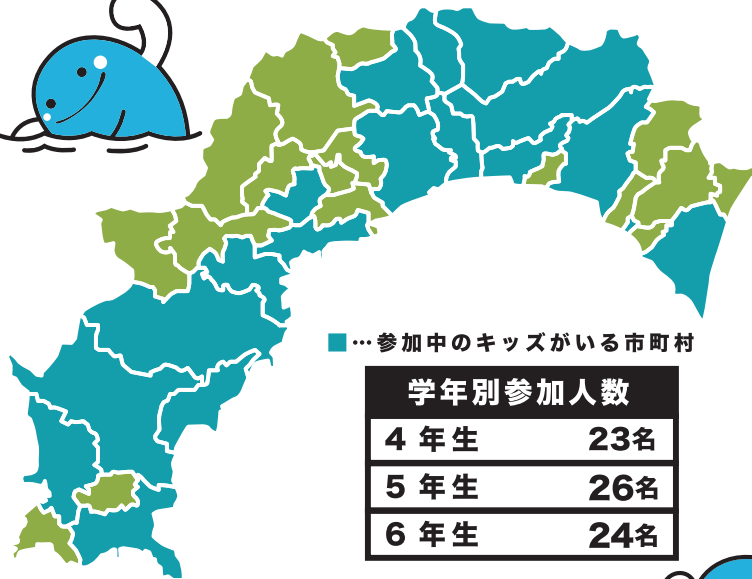 ■…参加中のキッズがいる市町村
学年別参加人数
4年生 23名
5年生 26名
6年生 24名